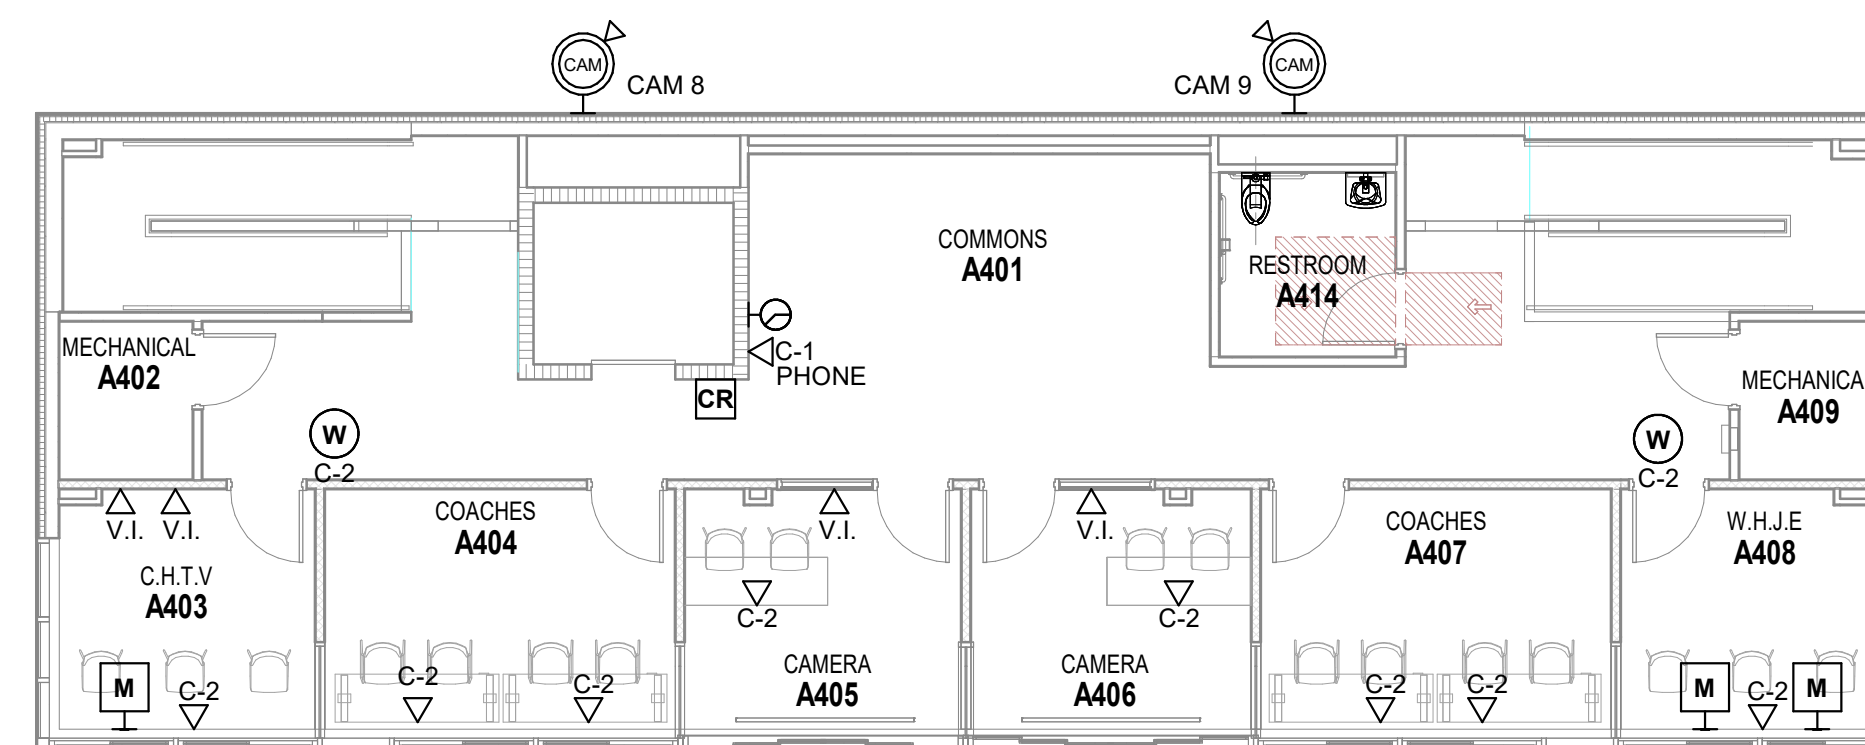 CAM
CAM 8
CAM 9
CAM
COMMONS
A401
RESTROOM
A414
MECHANICAL
A402
C-1
PHONE
CR
MECHANICA
A409
W
C-2
W
C-2
V.I.
V.I.
C.H.T.V
A403
COACHES
A404
V.I.
V.I.
COACHES
A407
W.H.J.E
A408
C-2
C-2
CAMERA
A405
CAMERA
A406
M
C-2
C-2
C-2
C-2
C-2
M
C-2
M